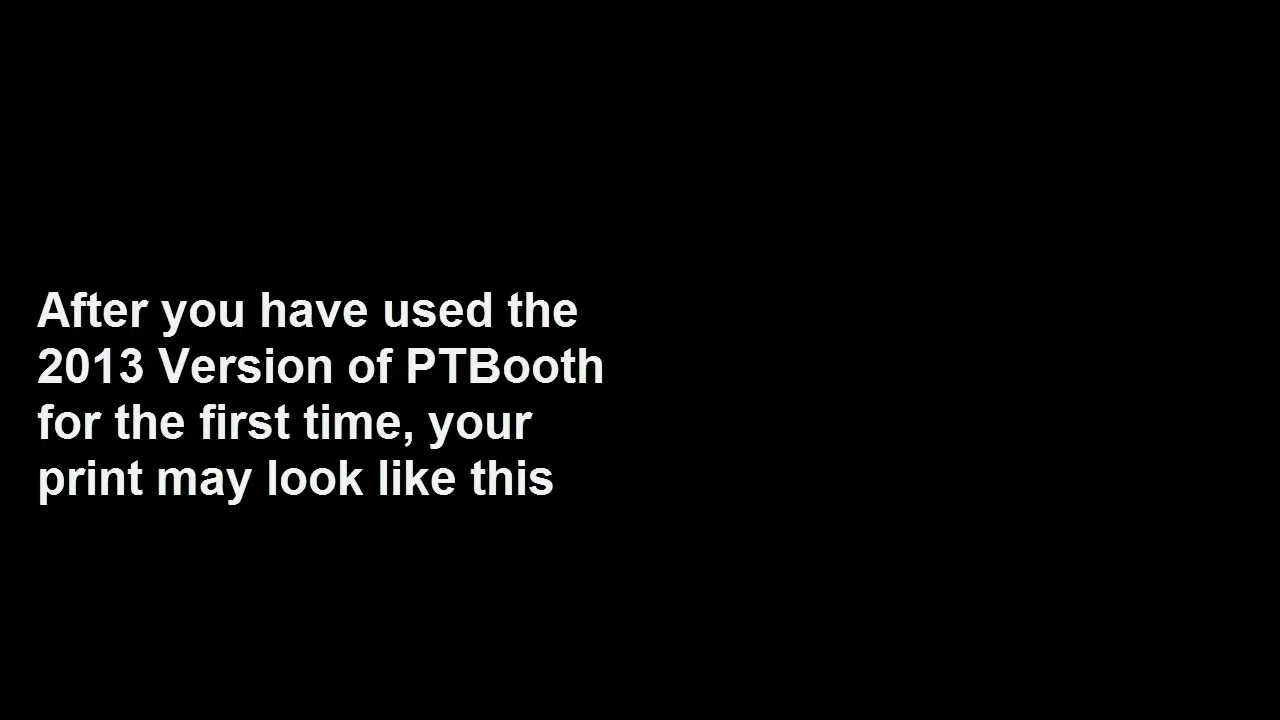 After you have used the
2013 Version of PTBooth
for the first time, your
print may look like this